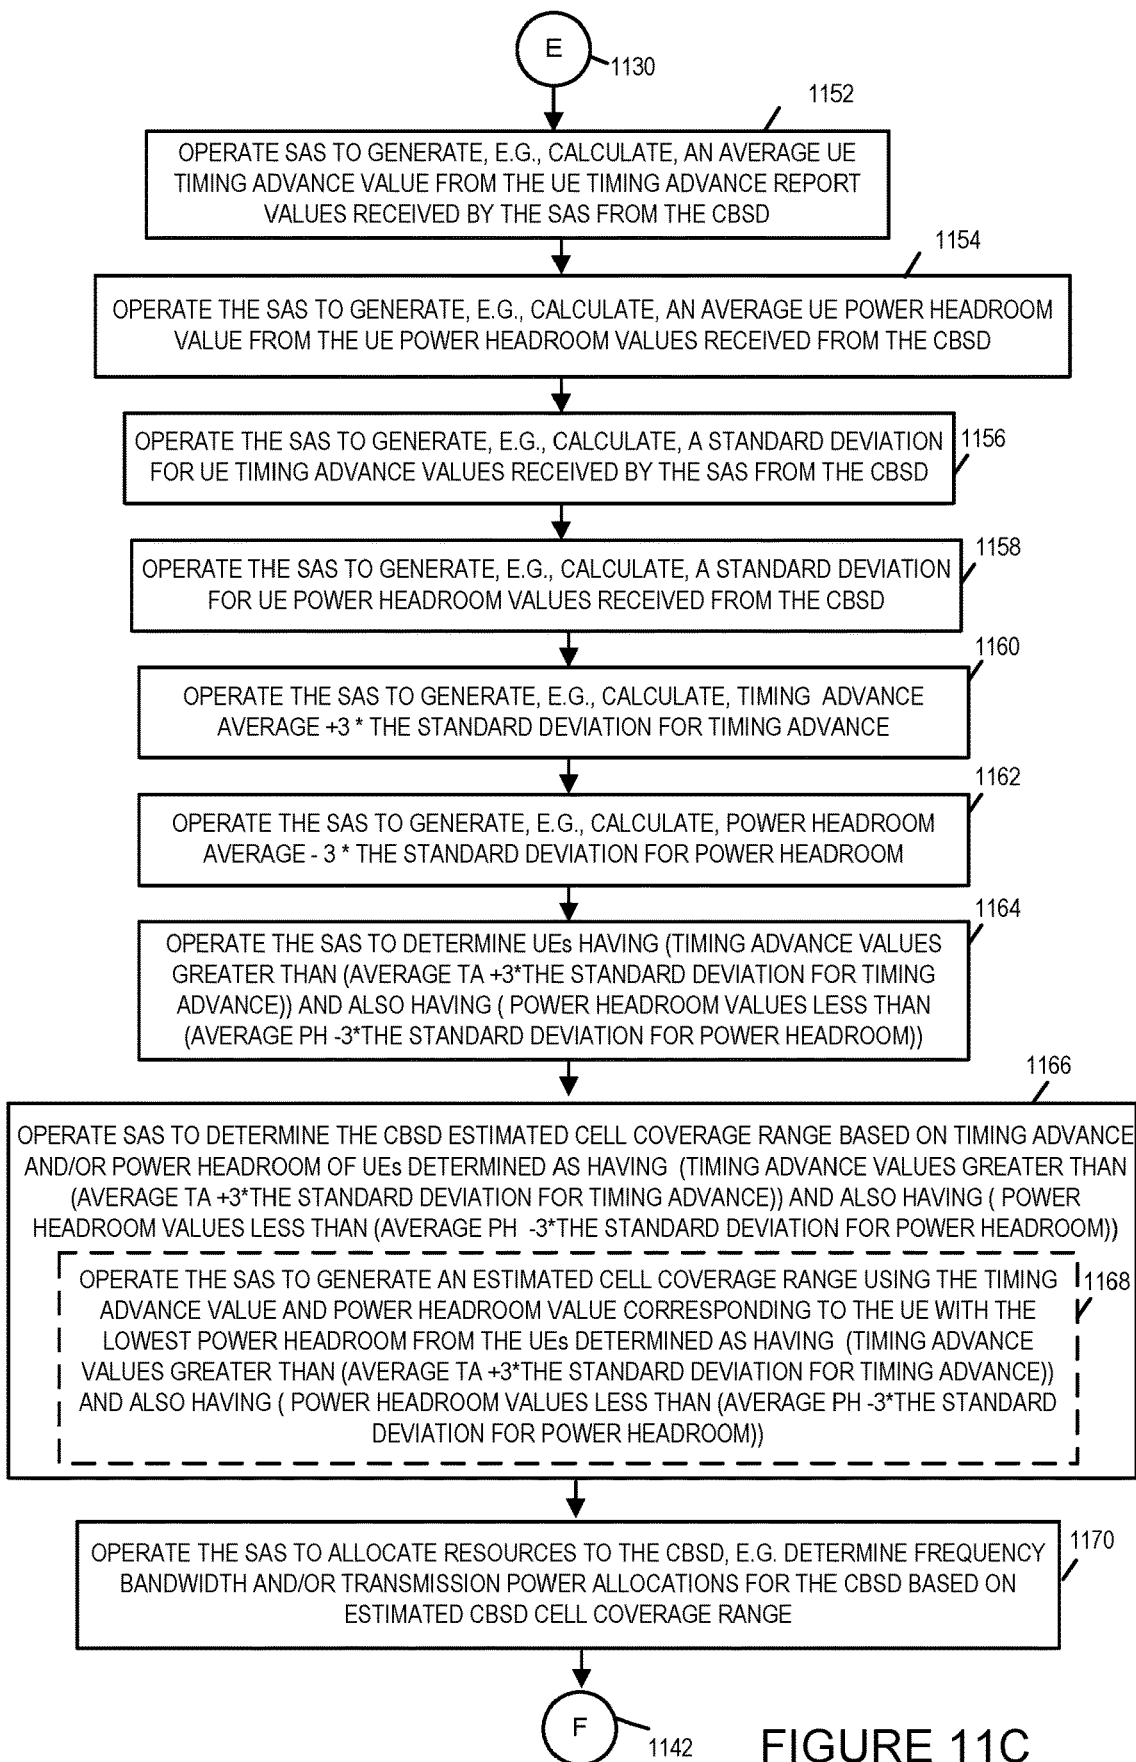 E
1130
1152
OPERATE SAS TO GENERATE, E.G., CALCULATE, AN AVERAGE UE
TIMING ADVANCE VALUE FROM THE UE TIMING ADVANCE REPORT
VALUES RECEIVED BY THE SAS FROM THE CBSD
1154
OPERATE THE SAS TO GENERATE, E.G., CALCULATE, AN AVERAGE UE POWER HEADROOM
VALUE FROM THE UE POWER HEADROOM VALUES RECEIVED FROM THE CBSD
1156
OPERATE THE SAS TO GENERATE, E.G., CALCULATE, A STANDARD DEVIATION
FOR UE TIMING ADVANCE VALUES RECEIVED BY THE SAS FROM THE CBSD
1158
OPERATE THE SAS TO GENERATE, E.G., CALCULATE, A STANDARD DEVIATION
FOR UE POWER HEADROOM VALUES RECEIVED FROM THE CBSD
1160
OPERATE THE SAS TO GENERATE, E.G., CALCULATE, TIMING ADVANCE
AVERAGE +3 * THE STANDARD DEVIATION FOR TIMING ADVANCE
1162
OPERATE THE SAS TO GENERATE, E.G., CALCULATE, POWER HEADROOM
AVERAGE - 3 * THE STANDARD DEVIATION FOR POWER HEADROOM
1164
OPERATE THE SAS TO DETERMINE UEs HAVING (TIMING ADVANCE VALUES
GREATER THAN (AVERAGE TA +3*THE STANDARD DEVIATION FOR TIMING
ADVANCE)) AND ALSO HAVING ( POWER HEADROOM VALUES LESS THAN
(AVERAGE PH -3*THE STANDARD DEVIATION FOR POWER HEADROOM))
1166
OPERATE SAS TO DETERMINE THE CBSD ESTIMATED CELL COVERAGE RANGE BASED ON TIMING ADVANCE
AND/OR POWER HEADROOM OF UEs DETERMINED AS HAVING (TIMING ADVANCE VALUES GREATER THAN
(AVERAGE TA +3*THE STANDARD DEVIATION FOR TIMING ADVANCE)) AND ALSO HAVING ( POWER
HEADROOM VALUES LESS THAN (AVERAGE PH -3*THE STANDARD DEVIATION FOR POWER HEADROOM))
1168
OPERATE THE SAS TO GENERATE AN ESTIMATED CELL COVERAGE RANGE USING THE TIMING
ADVANCE VALUE AND POWER HEADROOM VALUE CORRESPONDING TO THE UE WITH THE
LOWEST POWER HEADROOM FROM THE UEs DETERMINED AS HAVING (TIMING ADVANCE
VALUES GREATER THAN (AVERAGE TA +3*THE STANDARD DEVIATION FOR TIMING ADVANCE))
AND ALSO HAVING ( POWER HEADROOM VALUES LESS THAN (AVERAGE PH -3*THE STANDARD
DEVIATION FOR POWER HEADROOM))
1170
OPERATE THE SAS TO ALLOCATE RESOURCES TO THE CBSD, E.G. DETERMINE FREQUENCY
BANDWIDTH AND/OR TRANSMISSION POWER ALLOCATIONS FOR THE CBSD BASED ON
ESTIMATED CBSD CELL COVERAGE RANGE
F
1142
FIGURE 11C